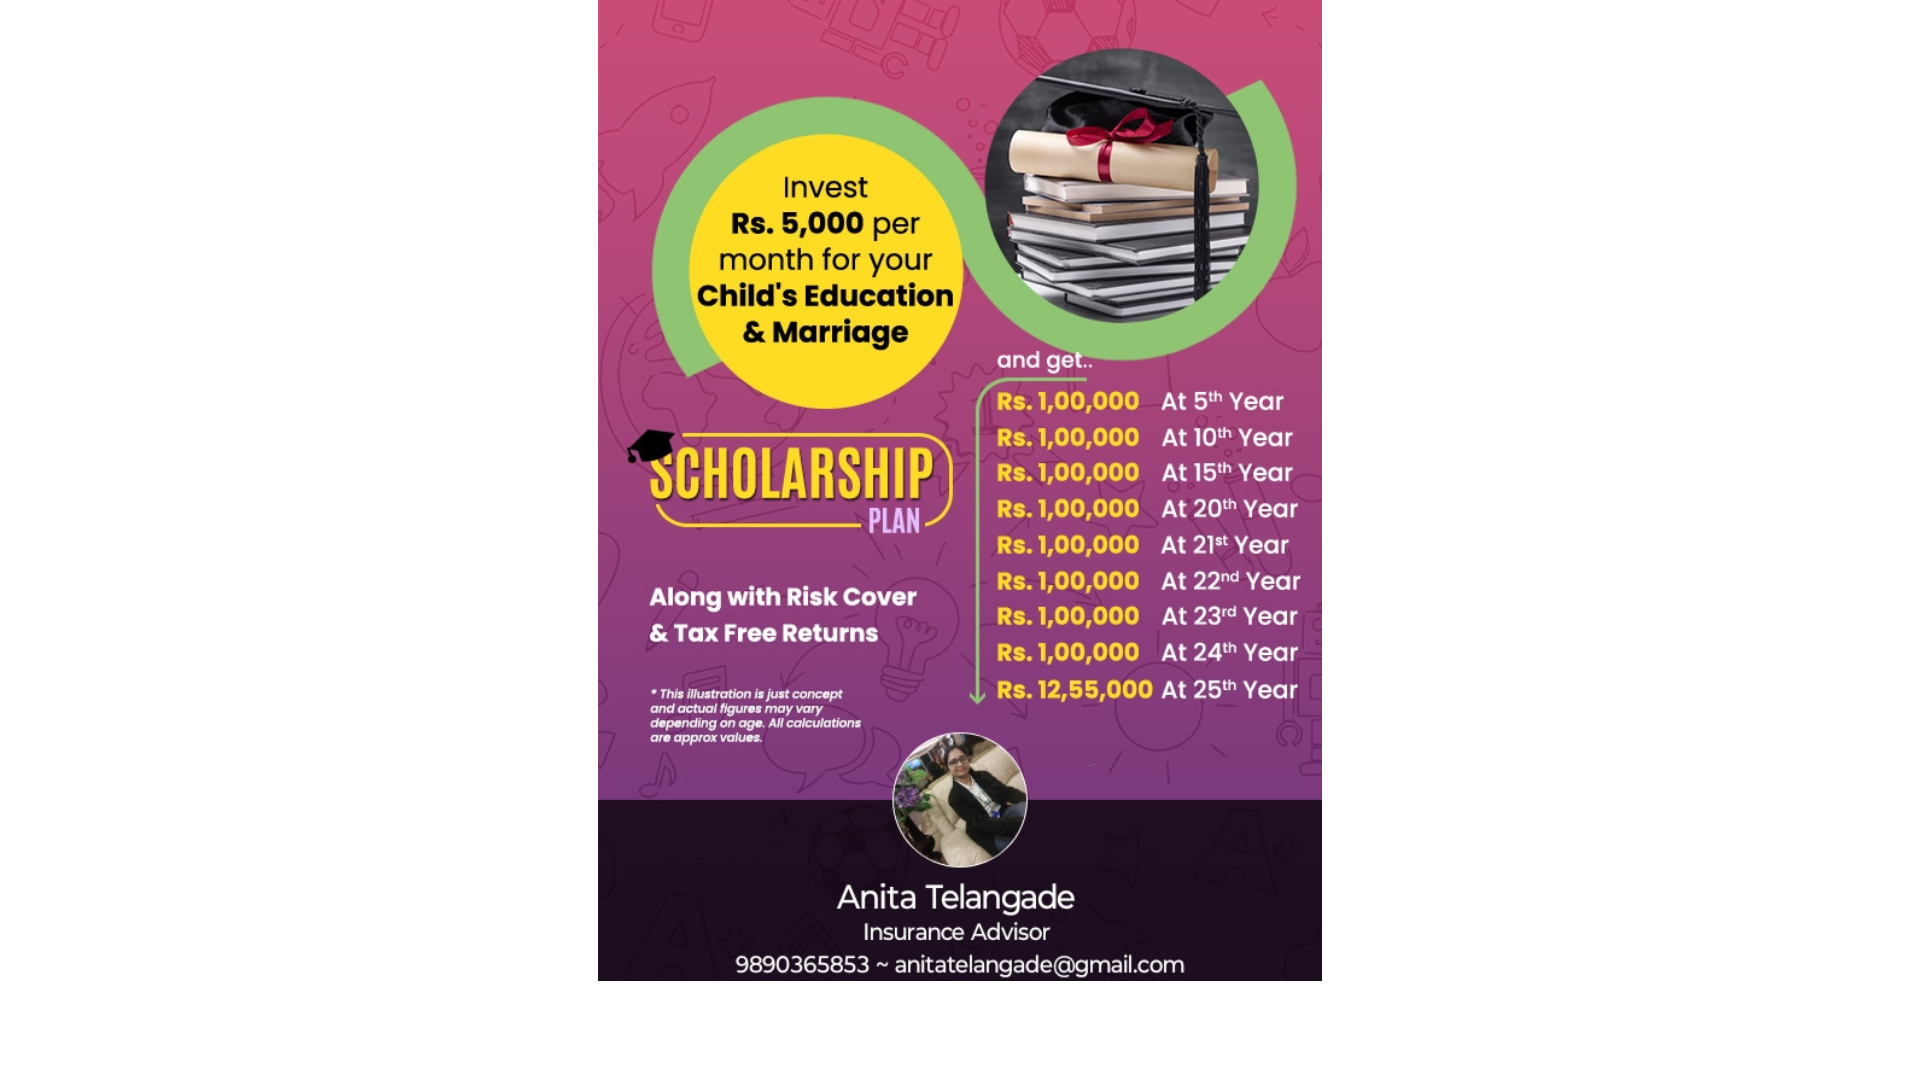 Invest
Rs. 5,000 per
month for your
Child's Education
& Marriage
and get..
Rs. 1,00,000 At 5th Year
Rs. 1,00,000 At 10th Year
Rs. 1,00,000 At 15th Year
Rs. 1,00,000 At 20th Year
Rs. 1,00,000 At 21st Year
Rs. 1,00,000 At 22nd Year
Rs. 1,00,000 At 23rd Year
Rs. 1,00,000 At 24th Year
Rs. 12,55,000 At 25th Year
SCHOLARSHIP
PLAN
Along with Risk Cover
& Tax Free Returns
* This illustration is just concept
and actual figures may vary
depending on age. All calculations
are approx values.
Anita Telangade
Insurance Advisor
9890365853 ~ anitatelangade@gmail.com